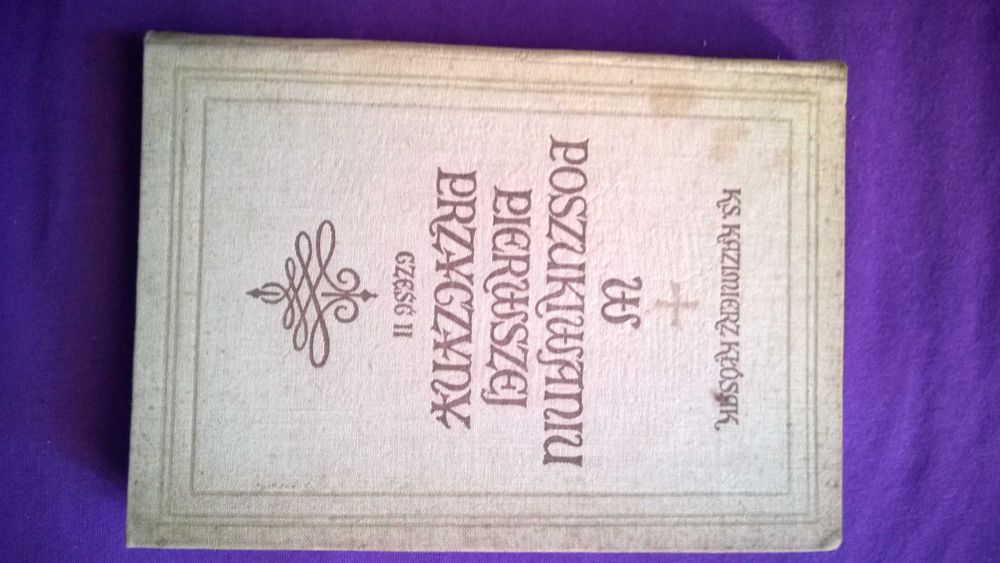 KS. KAZIMIERZ KŁÓSAK
W
POSZUKIWANIU
PIERWSZEJ
PRZYCZYNY
CZĘŚĆ II